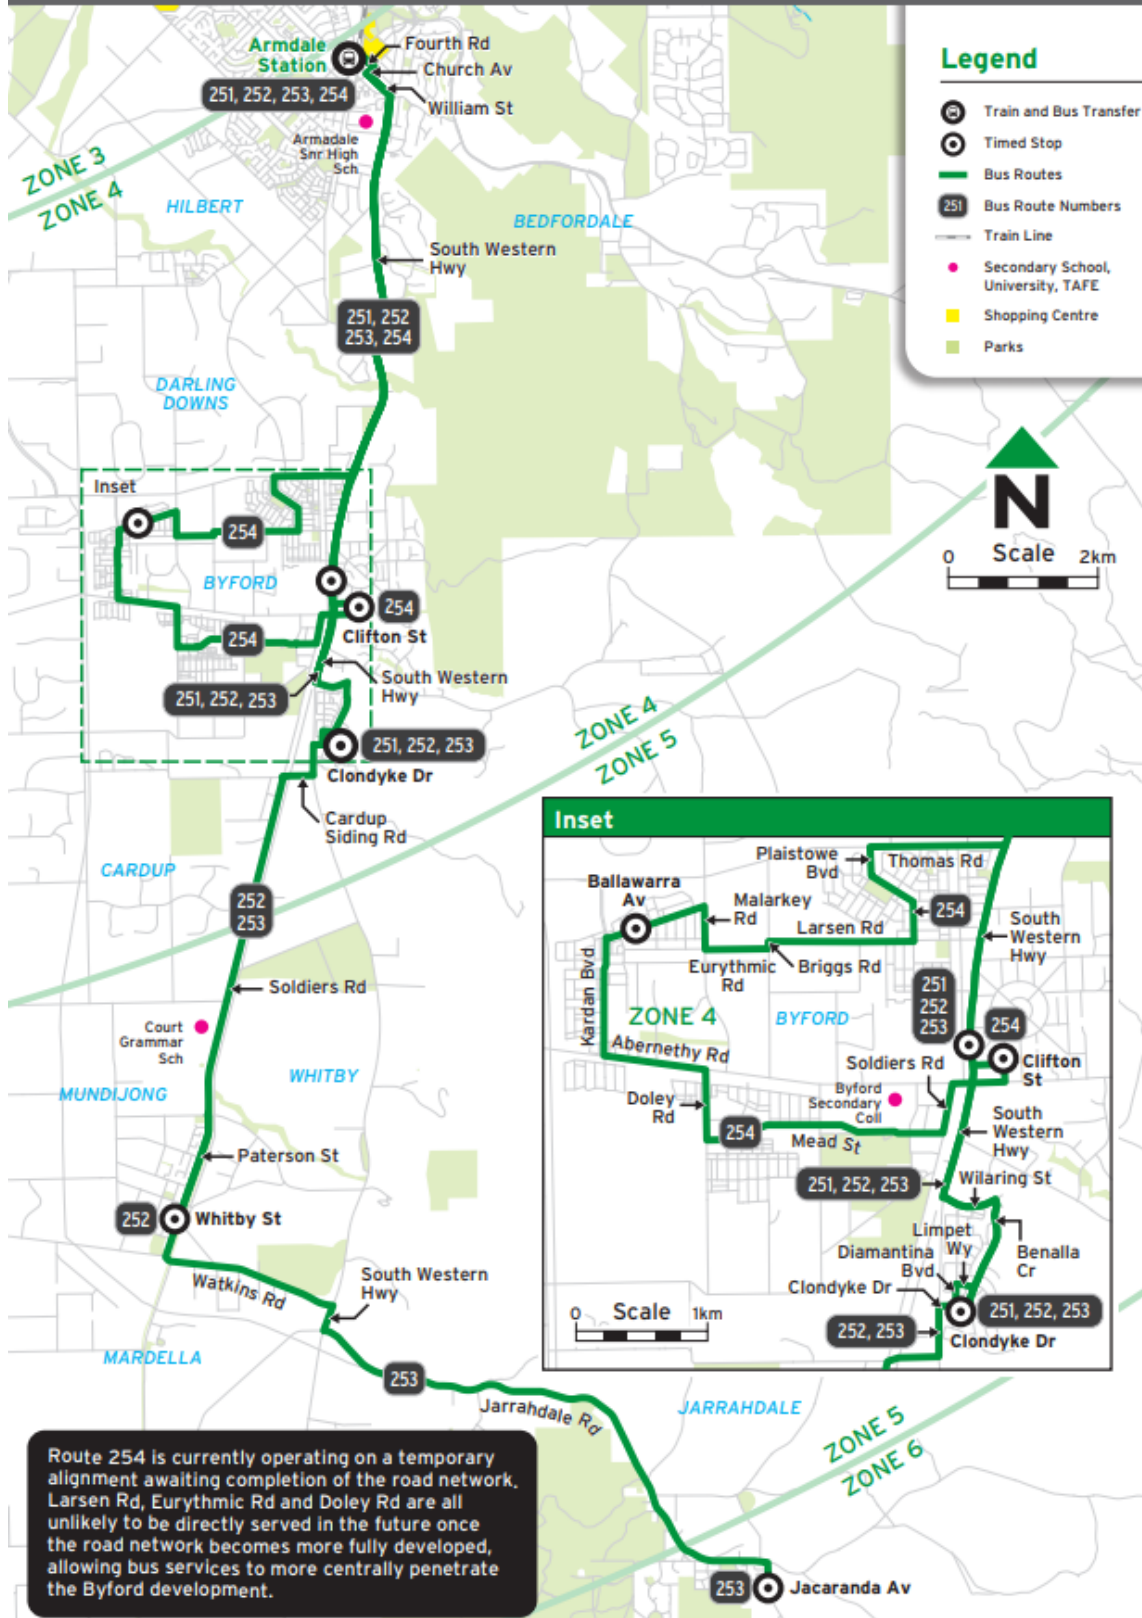 Armdale
Station
Fourth Rd
Church Av
William St
251, 252, 253, 254
Armadale
Snr High
Sch
ZONE 3
ZONE 4
HILBERT
BEDFORDALE
South Western
Hwy
251, 252
253, 254
DARLING
DOWNS
Legend
Train and Bus Transfer
Timed Stop
Bus Routes
251
Bus Route Numbers
Train Line
Secondary School,
University, TAFE
Shopping Centre
Parks
N
0 Scale 2km
Inset
254
BYFORD
254
254
Clifton St
South Western
Hwy
251, 252, 253
251, 252, 253
Clondyke Dr
ZONE 4
ZONE 5
Cardup
Siding Rd
CARDUP
252
253
Soldiers Rd
Court
Grammar
Sch
WHITBY
MUNDIJONG
Paterson St
252
Whitby St
Watkins Rd
South Western
Hwy
MARDELLA
253
Jarrahdale Rd
JARRAHDALE
ZONE 5
ZONE 6
253
Jacaranda Av
Inset
Plaistowe
Bvd
Thomas Rd
Ballawarra
Av
Malarkey
Rd
254
Larsen Rd
South
Western
Hwy
Eurythmic
Rd
Briggs Rd
Kardan Bvd
251
252
253
ZONE 4
BYFORD
254
Abernethy Rd
Soldiers Rd
Clifton
St
Byford
Secondary
Coll
Doley
Rd
254
Mead St
South
Western
Hwy
251, 252, 253
Wilaring St
Limpet
Wy
Diamantina
Bvd
Benalla
Cr
Clondyke Dr
0 Scale 1km
251, 252, 253
252, 253
Clondyke Dr
Route 254 is currently operating on a temporary
alignment awaiting completion of the road network.
Larsen Rd, Eurythmic Rd and Doley Rd are all
unlikely to be directly served in the future once
the road network becomes more fully developed,
allowing bus services to more centrally penetrate
the Byford development.